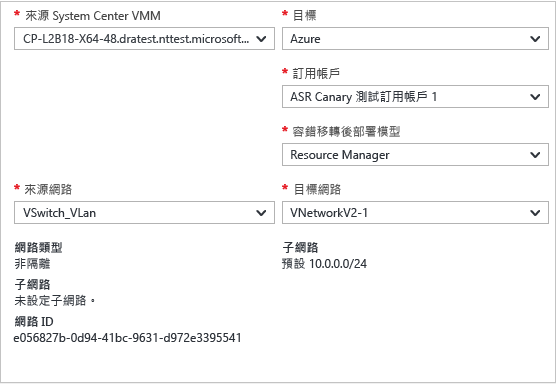 * 來源 System Center VMM
CP-L2B18-X64-48.dratest.nttest.microsoft...
* 目標
Azure
* 訂用帳戶
ASR Canary 測試訂用帳戶 1
* 容錯移轉後部署模型
Resource Manager
* 來源網路
VSwitch_VLan
* 目標網路
VNetworkV2-1
網路類型
非隔離
子網路
未設定子網路。
網路 ID
e056827b-0d94-41bc-9631-d972e3395541
子網路
預設 10.0.0.0/24